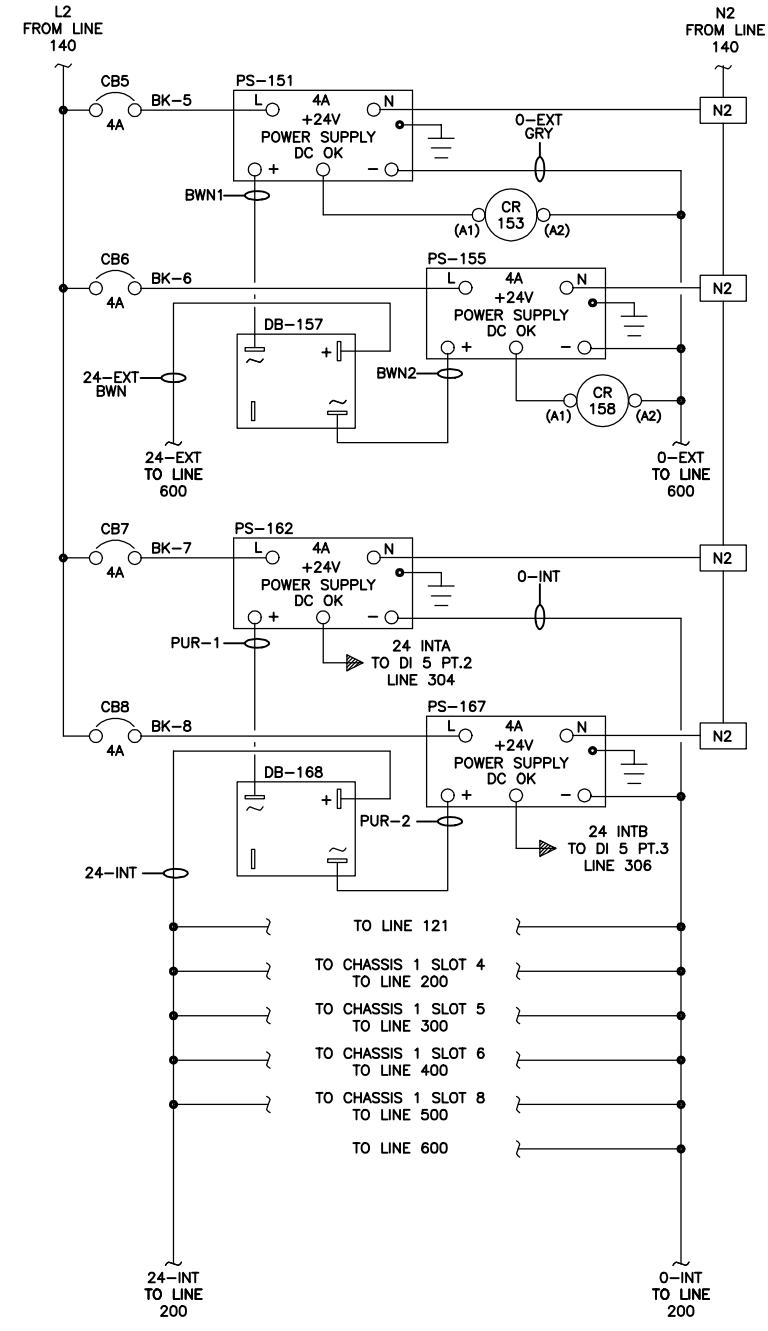 L2
FROM LINE
140
N2
FROM LINE
140
CB5
4A
BK-5
PS-151
L
4A
N
+24V
POWER SUPPLY
DC OK
+
-
N2
0-EXT
GRY
BWN1
CR
153
(A1)
(A2)
CB6
4A
BK-6
PS-155
L
4A
N
+24V
POWER SUPPLY
DC OK
+
-
N2
DB-157
+
~
~
24-EXT
BWN
BWN2
CR
158
(A1)
(A2)
24-EXT
TO LINE
600
0-EXT
TO LINE
600
CB7
4A
BK-7
PS-162
L
4A
N
+24V
POWER SUPPLY
DC OK
+
-
N2
0-INT
PUR-1
24 INTA
TO DI 5 PT.2
LINE 304
CB8
4A
BK-8
PS-167
L
4A
N
+24V
POWER SUPPLY
DC OK
+
-
N2
DB-168
+
~
~
PUR-2
24 INTB
TO DI 5 PT.3
LINE 306
24-INT
TO LINE 121
TO CHASSIS 1 SLOT 4
TO LINE 200
TO CHASSIS 1 SLOT 5
TO LINE 300
TO CHASSIS 1 SLOT 6
TO LINE 400
TO CHASSIS 1 SLOT 8
TO LINE 500
TO LINE 600
24-INT
TO LINE
200
0-INT
TO LINE
200